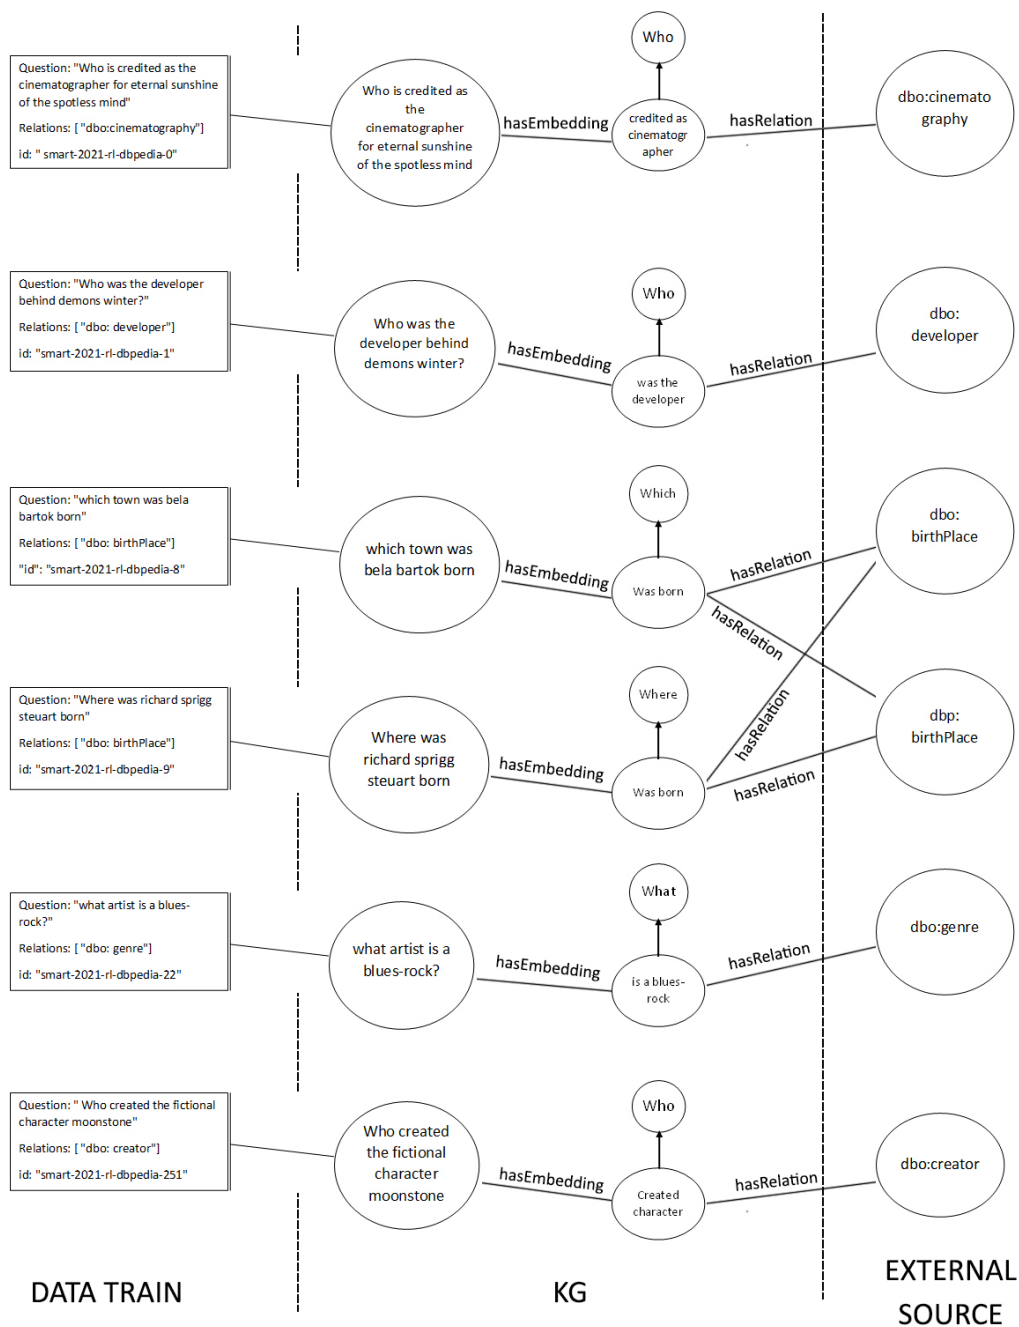 Question: "Who is credited as the
cinematographer for eternal sunshine
of the spotless mind"
Relations: [ "dbo:cinematography"]
id: " smart-2021-rl-dbpedia-0"
Who is credited as
the
cinematographer
for eternal sunshine
of the spotless mind
hasEmbedding
Who
credited as
cinematogr
apher
hasRelation
dbo:cinemato
graphy
Question: "Who was the developer
behind demons winter?"
Relations: [ "dbo: developer"]
id: "smart-2021-rl-dbpedia-1"
Who was the
developer behind
demons winter?
hasEmbedding
Who
was the
developer
hasRelation
dbo:
developer
Question: "which town was bela
bartok born"
Relations: [ "dbo: birthPlace"]
"id": "smart-2021-rl-dbpedia-8"
which town was
bela bartok born
hasEmbedding
Which
Was born
hasRelation
hasRelation
dbo:
birthPlace
Question: "Where was richard sprigg
steuart born"
Relations: [ "dbo: birthPlace"]
id: "smart-2021-rl-dbpedia-9"
Where was
richard sprigg
steuart born
hasEmbedding
Where
Was born
hasRelation
hasRelation
dbp:
birthPlace
Question: "what artist is a blues-
rock?"
Relations: [ "dbo: genre"]
id: "smart-2021-rl-dbpedia-22"
what artist is a
blues-rock?
hasEmbedding
What
is a blues-
rock
hasRelation
dbo:genre
Question: " Who created the fictional
character moonstone"
Relations: [ "dbo: creator"]
id: "smart-2021-rl-dbpedia-251"
Who created
the fictional
character
moonstone
hasEmbedding
Who
Created
character
hasRelation
dbo:creator
DATA TRAIN
KG
EXTERNAL
SOURCE